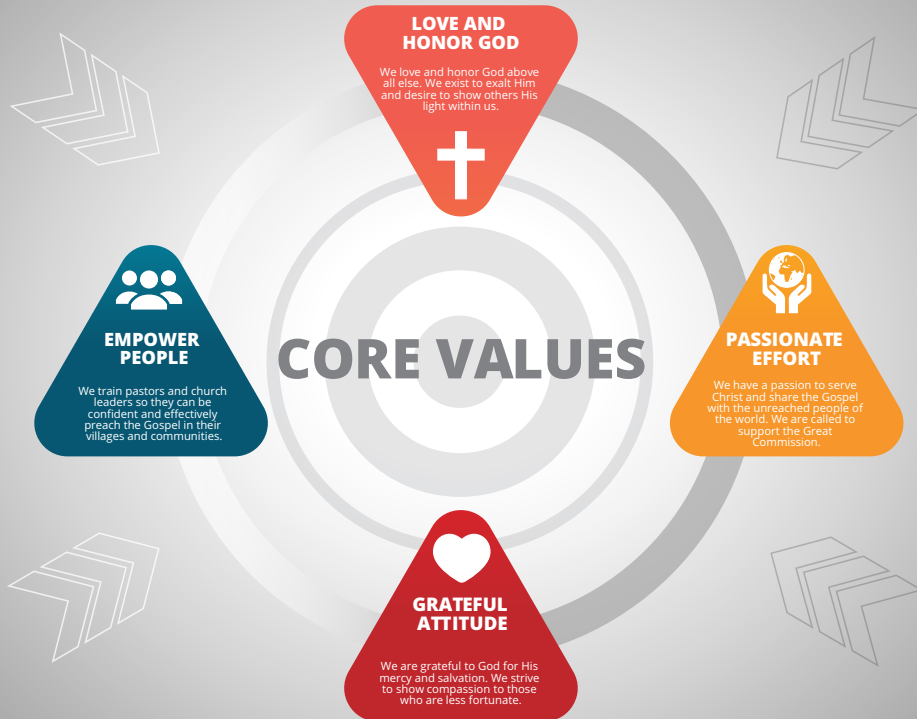 LOVE AND
HONOR GOD
We love and honor God above
all else. We exist to exalt Him
and desire to show others His
light within us.
EMPOWER
PEOPLE
We train pastors and church
leaders so they can be
confident and effectively
preach the Gospel in their
villages and communities.
CORE VALUES
PASSIONATE
EFFORT
We have a passion to serve
Christ and share the Gospel
with the unreached people of
the world. We are called to
support the Great
Commission.
GRATEFUL
ATTITUDE
We are grateful to God for His
mercy and salvation. We strive
to show compassion to those
who are less fortunate.